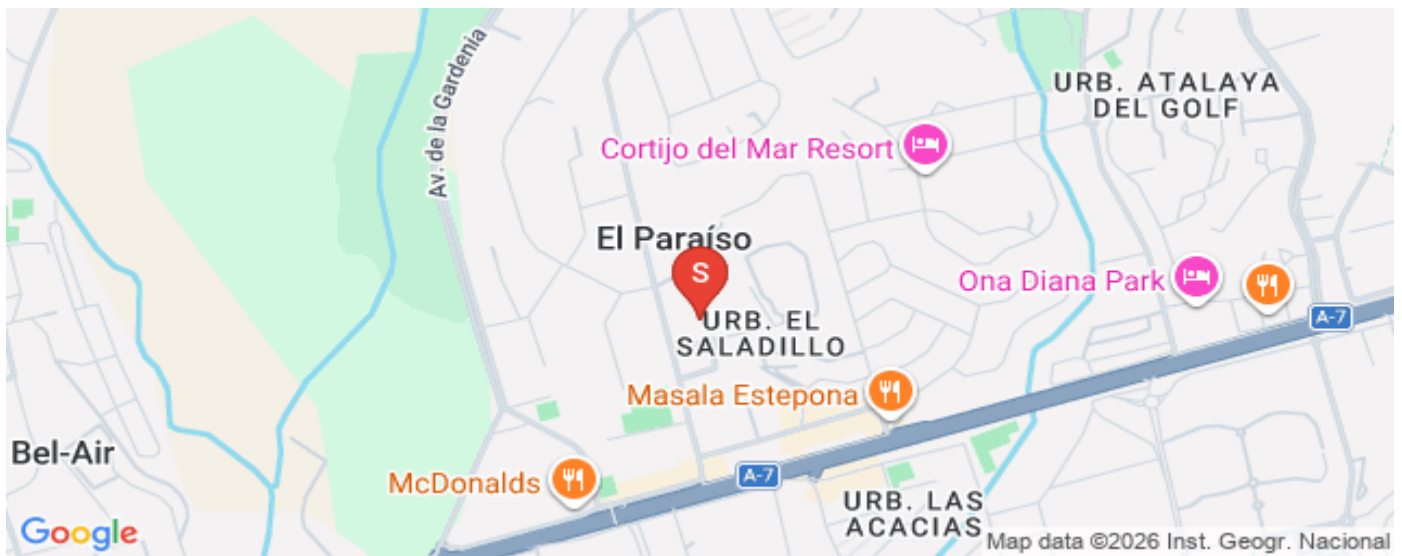 Av. de la Gardenia
URB. ATALAYA
DEL GOLF
Cortijo del Mar Resort
El Paraíso
S
Ona Diana Park
A-7
URB. EL
SALADILLO
Masala Estepona
Bel-Air
McDonalds
A-7
URB. LAS
ACACIAS
Google
Map data ©2026 Inst. Geogr. Nacional